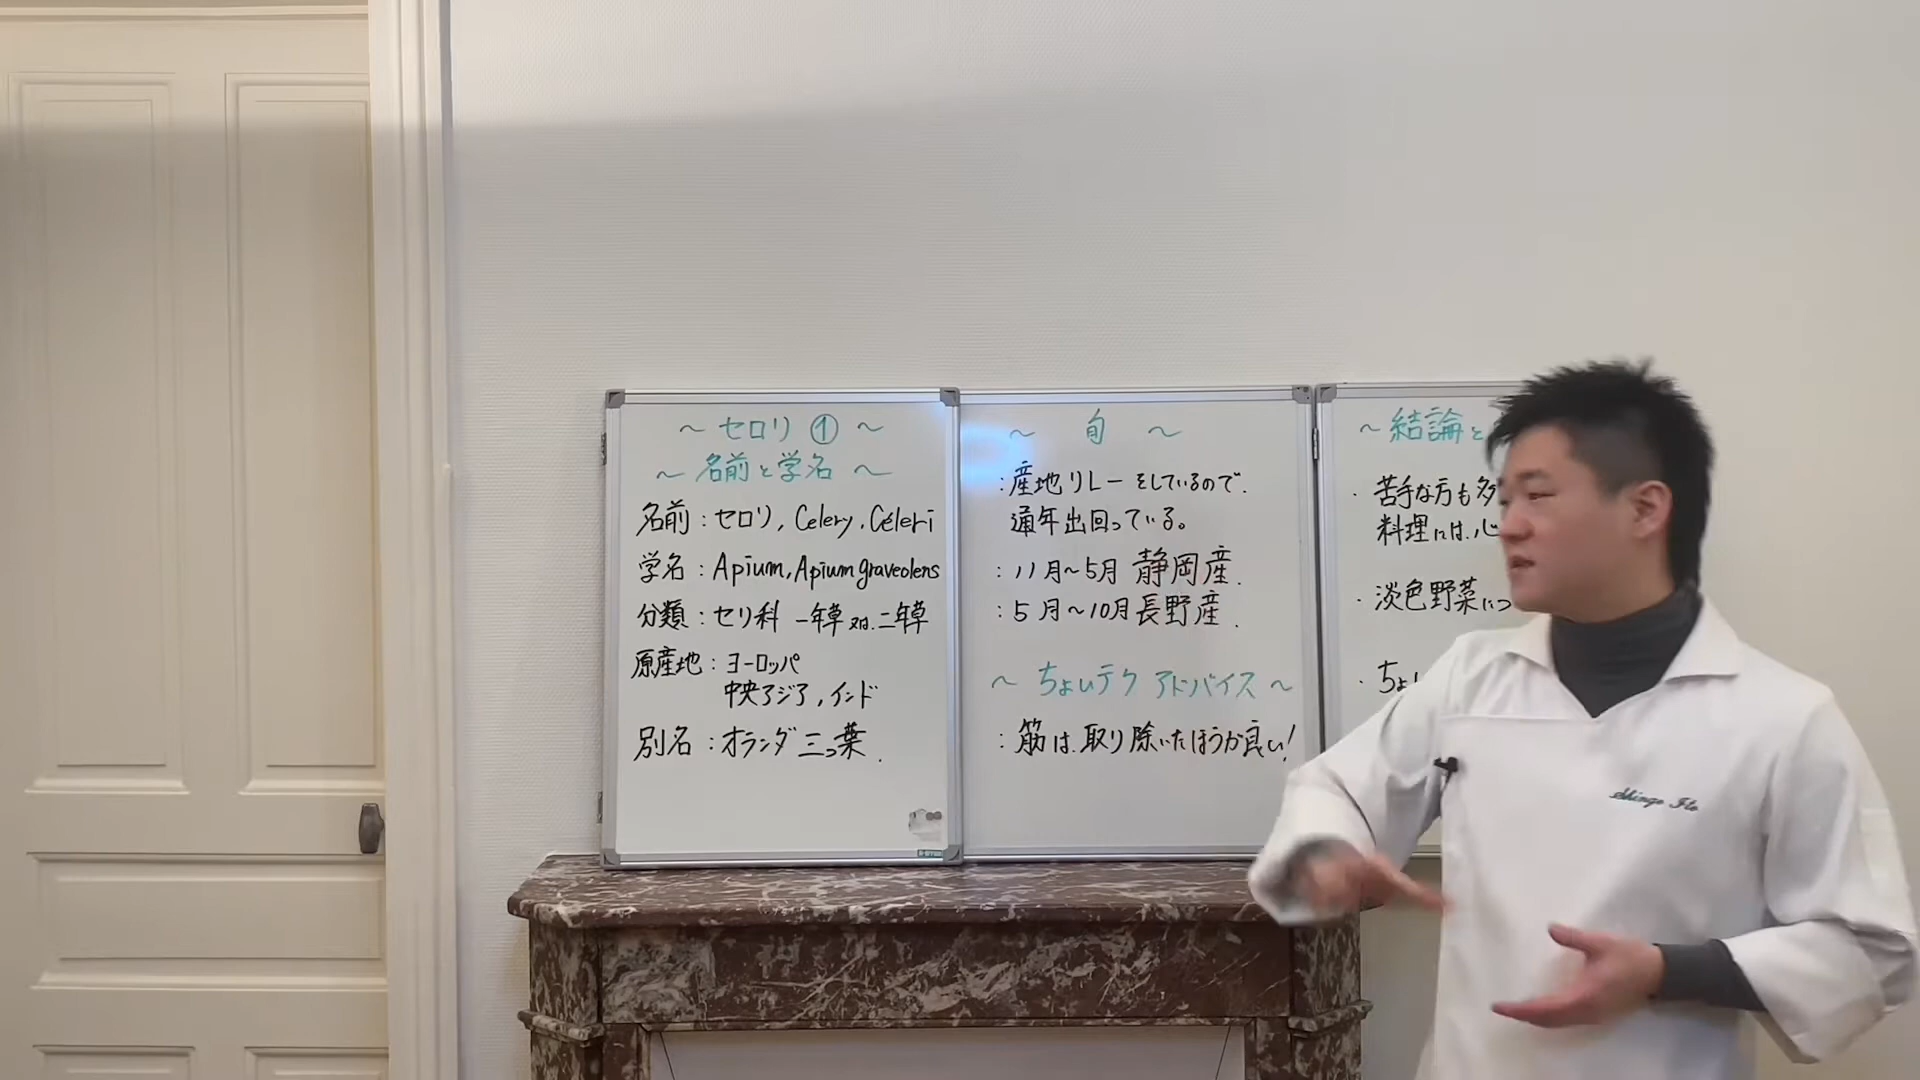 ～ セロリ ① ～
～ 名前と学名 ～
名前：セロリ, Celery, Céleri
学名：Apium, Apium graveolens
分類：セリ科 一年草 又は 二年草
原産地：ヨーロッパ
中央アジア, インド
別名：オランダ三つ葉.
～ 旬 ～
：産地リレーをしているので.
通年出回っている。
：11月～5月 静岡産.
：5月～10月 長野産.
～ ちょいテク アドバイス ～
：筋は、取り除いたほうが良い!
～結論と
・苦手な方も多
料理には、心
・淡色野菜につ
・ちょ
Shingo Ito